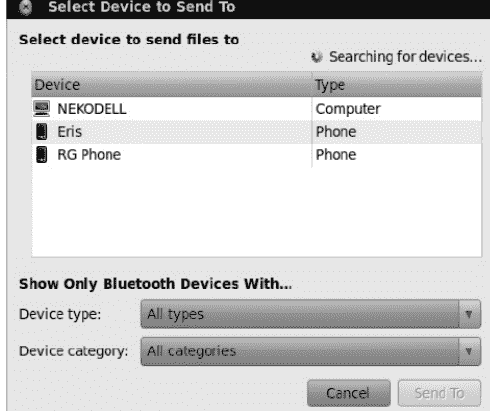 Select Device to Send To
Select device to send files to
Searching for devices...
Device Type
NEKODELL Computer
Eris Phone
RG Phone Phone
Show Only Bluetooth Devices With...
Device type: All types
Device category: All categories
Cancel Send To